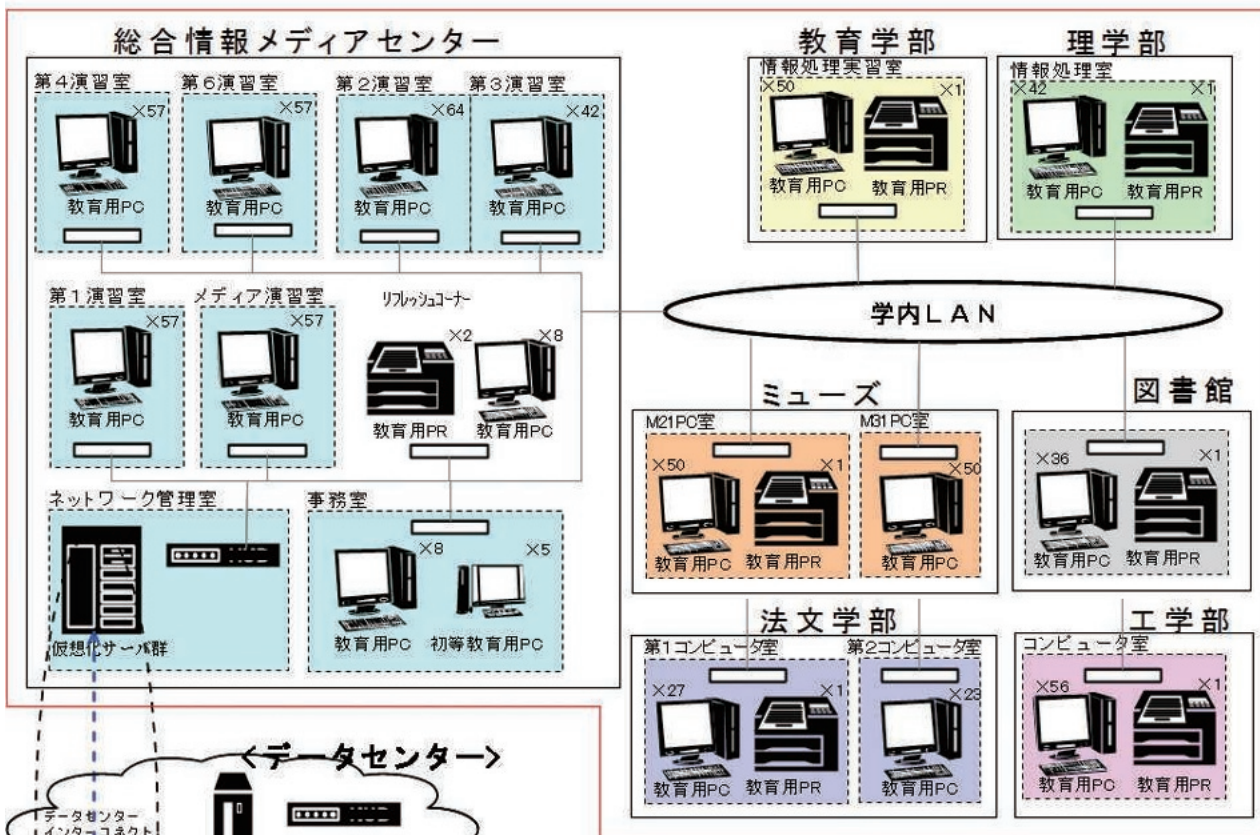 総合情報メディアセンター
第4演習室
×57
教育用PC
第6演習室
×57
教育用PC
第2演習室
×64
教育用PC
第3演習室
×42
教育用PC
第1演習室
×57
教育用PC
メディア演習室
×57
教育用PC
リフレッシュコーナー
×2
教育用PR
×8
教育用PC
ネットワーク管理室
仮想化サーバ群
事務室
×8
教育用PC
×5
初等教育用PC
教育学部
情報処理実習室
×50
教育用PC
×1
教育用PR
理学部
情報処理室
×42
教育用PC
×1
教育用PR
学内LAN
ミューズ
M21PC室
×50
教育用PC
×1
教育用PR
M31PC室
×50
教育用PC
図書館
×36
教育用PC
×1
教育用PR
法文学部
第1コンピュータ室
×27
教育用PC
×1
教育用PR
第2コンピュータ室
×23
教育用PC
工学部
コンピュータ室
×56
教育用PC
×1
教育用PR
<データセンター>
データセンター
インターコネクト